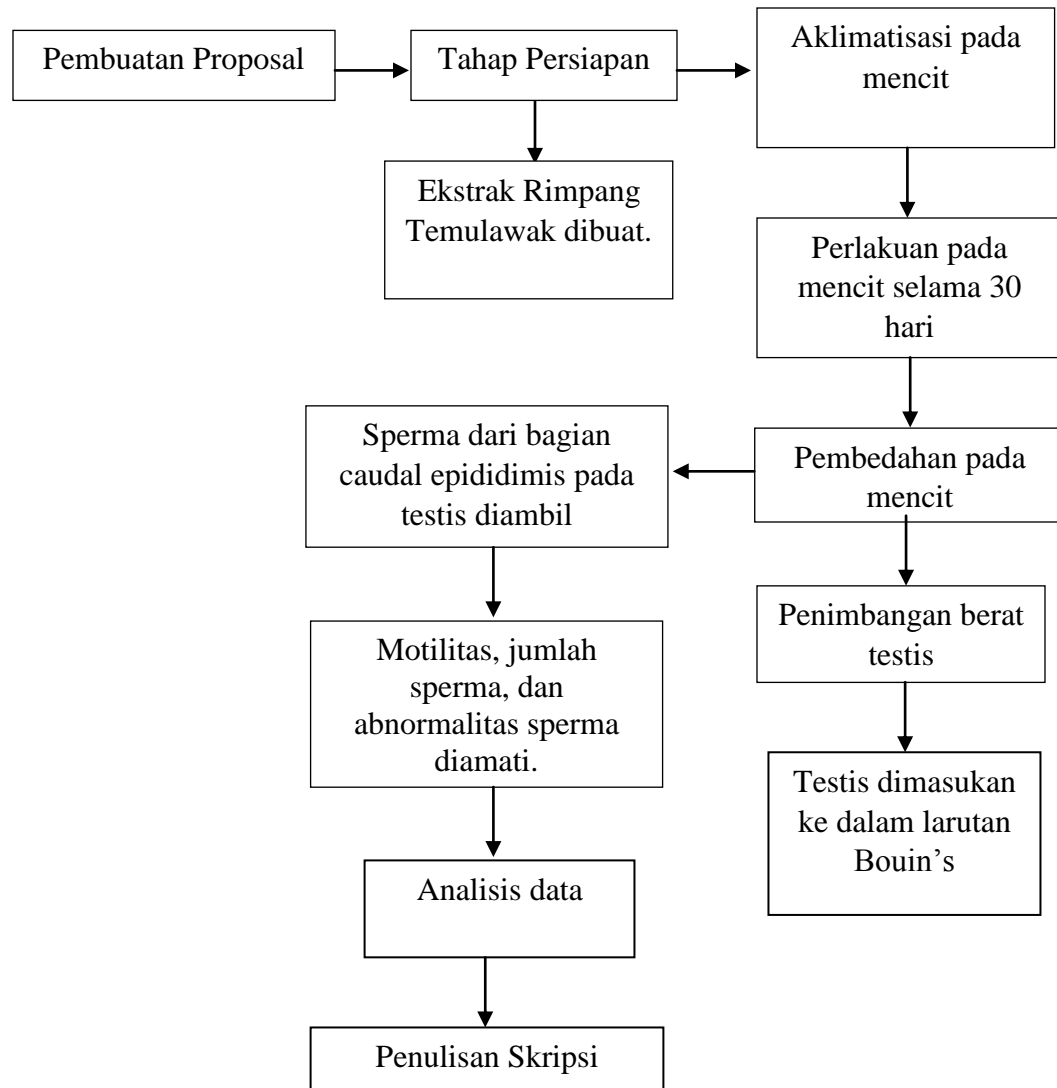 Pembuatan Proposal
Tahap Persiapan
Aklimatisasi pada
mencit
Ekstrak Rimpang
Temulawak dibuat.
Perlakuan pada
mencit selama 30
hari
Sperma dari bagian
caudal epididimis pada
testis diambil
Pembedahan pada
mencit
Motilitas, jumlah
sperma, dan
abnormalitas sperma
diamati.
Penimbangan berat
testis
Testis dimasukan
ke dalam larutan
Bouin’s
Analisis data
Penulisan Skripsi